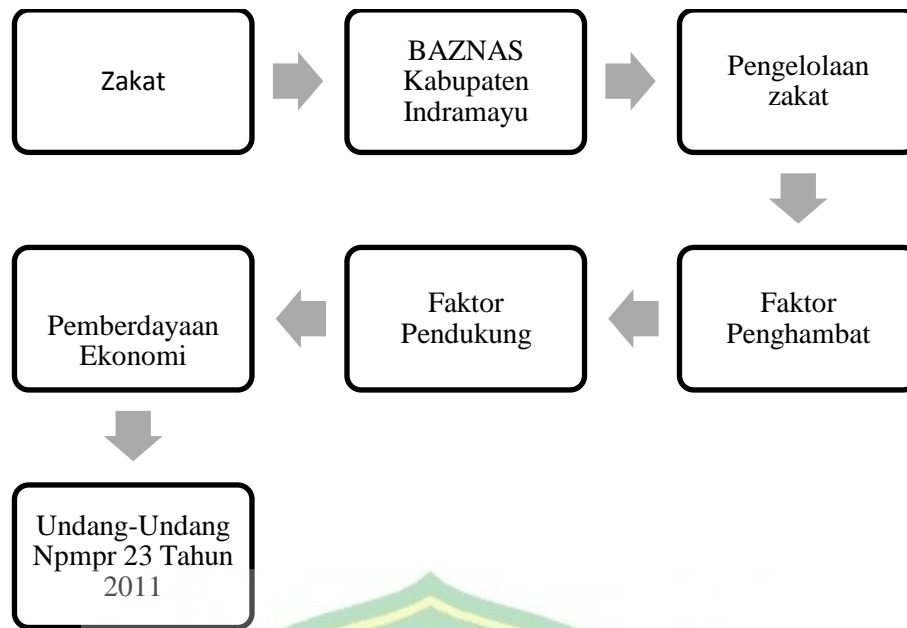 Zakat
BAZNAS
Kabupaten
Indramayu
Pengelolaan
zakat
Faktor
Penghambat
Faktor
Pendukung
Pemberdayaan
Ekonomi
Undang-Undang
Npmpr 23 Tahun
2011